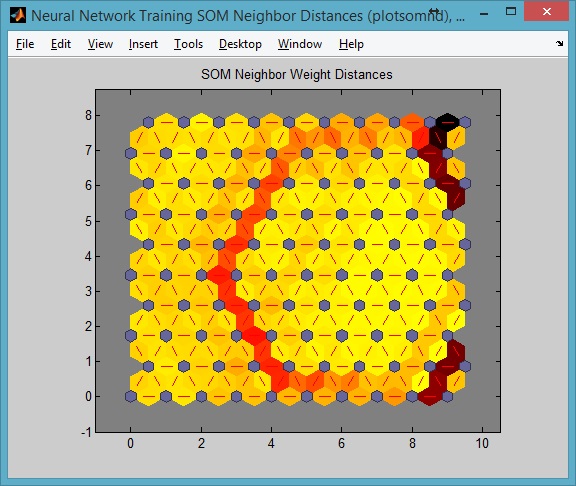 Neural Network Training SOM Neighbor Distances (plotsomnd), ...
File Edit View Insert Tools Desktop Window Help
SOM Neighbor Weight Distances
8
7
6
5
4
3
2
1
0
-1
0 2 4 6 8 10